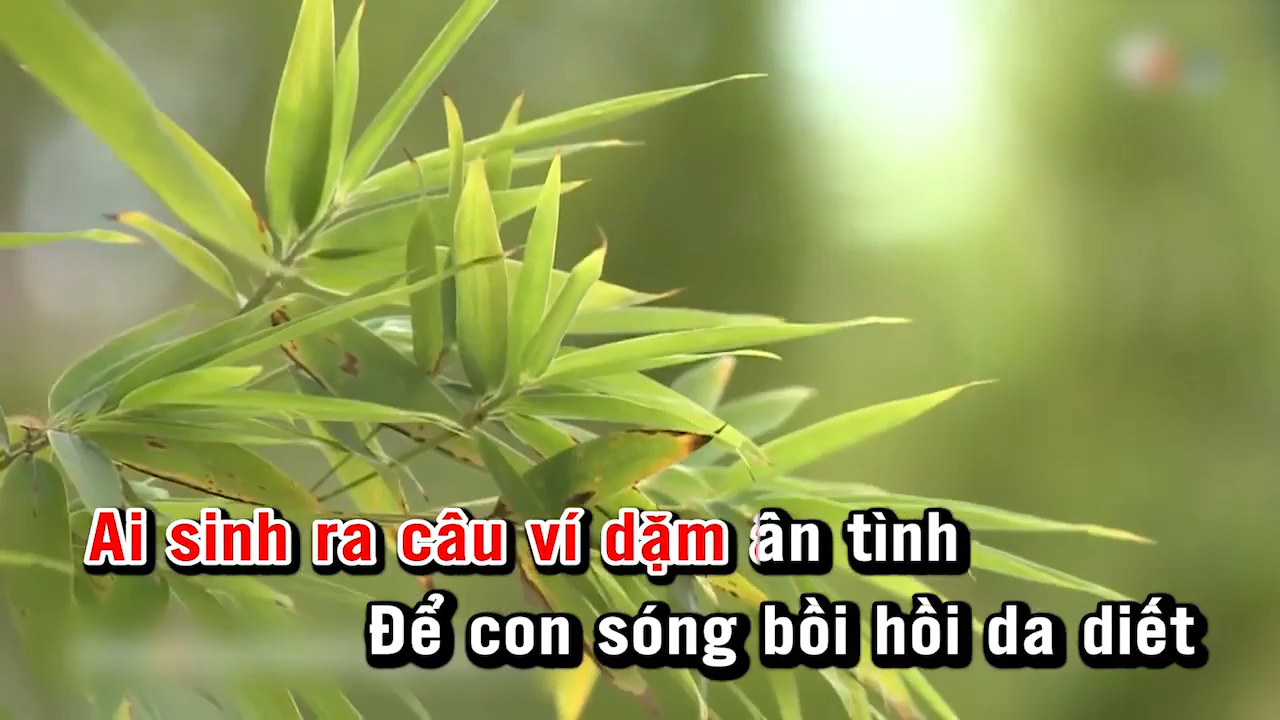 Ai sinh ra câu ví dặm ân tình
Để con sóng bồi hồi da diết